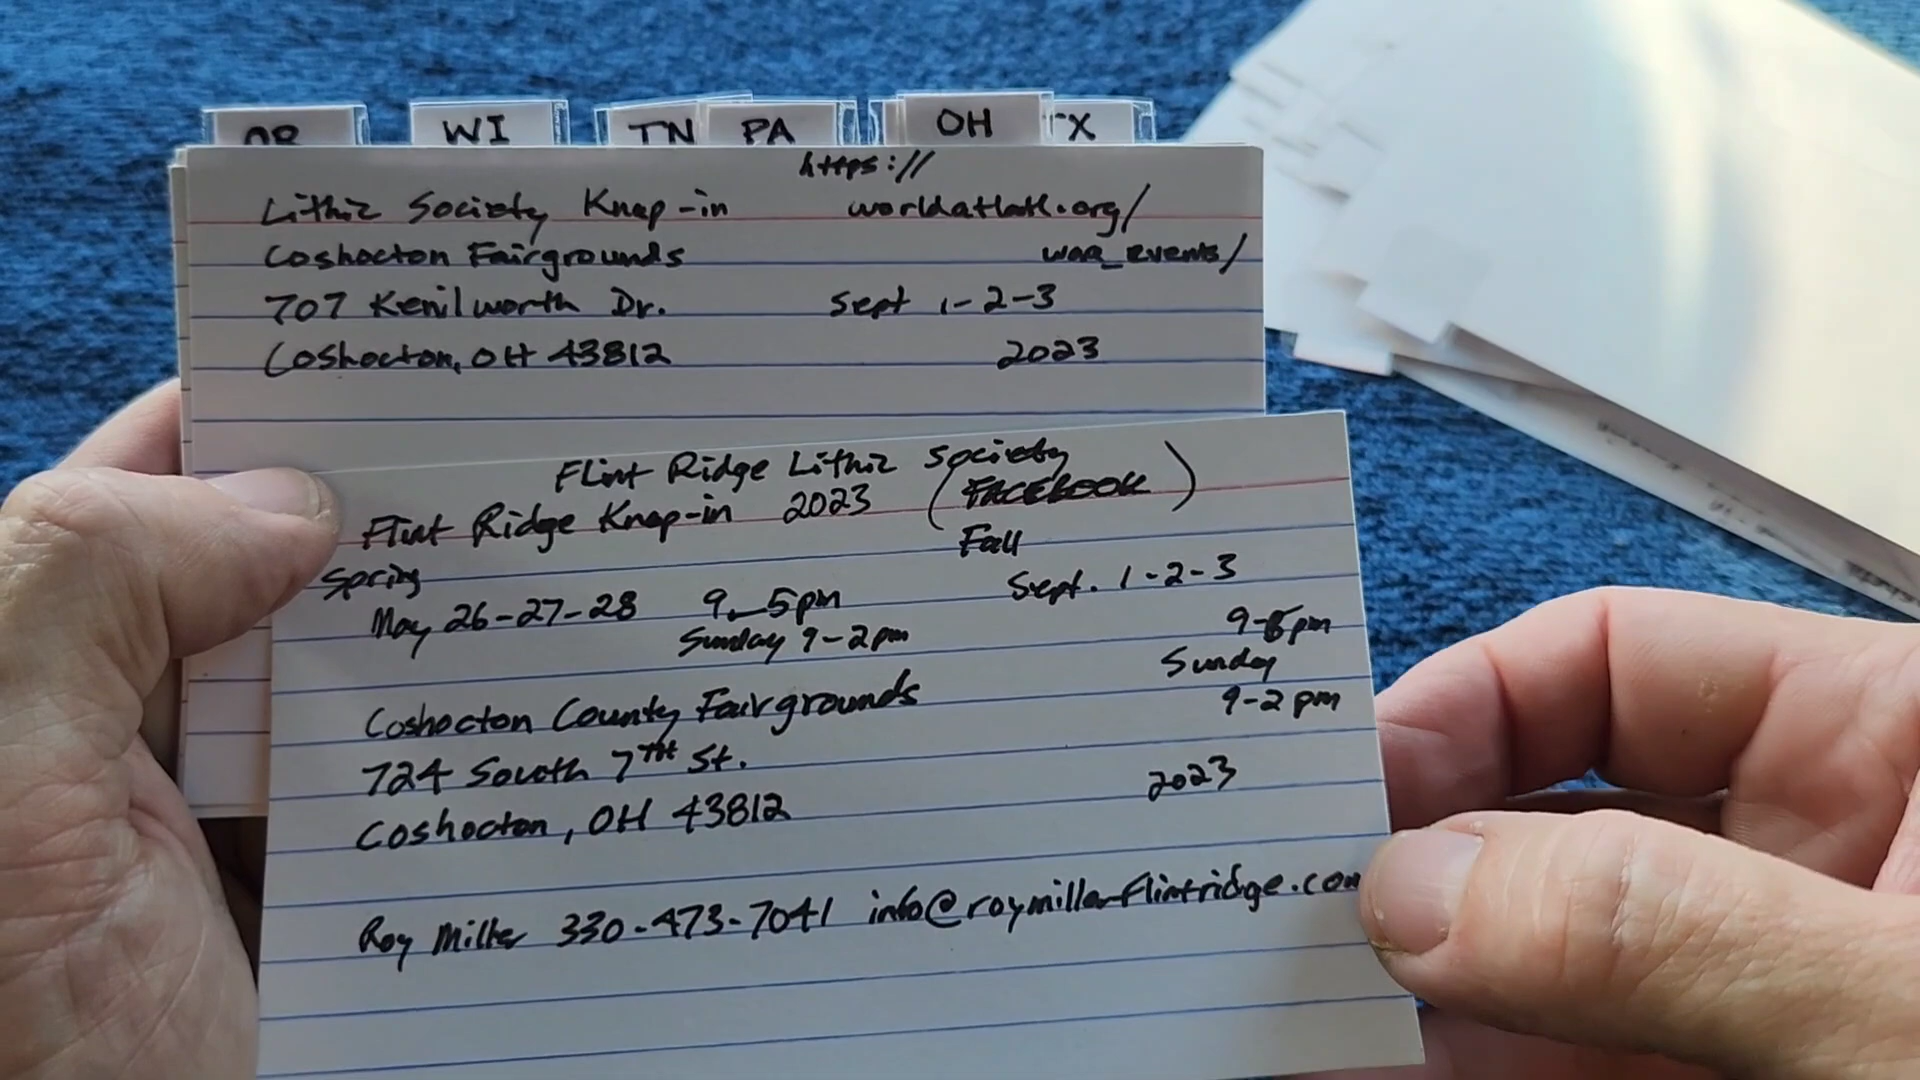 OR WI TN PA OH TX
https://
Lithic Society Knap-in worldatlatl.org/
Coshocton Fairgrounds waa_events/
707 Kenilworth Dr. Sept 1-2-3
Coshocton, OH 43812 2023
Flint Ridge Lithic Society
Flint Ridge Knap-in 2023 (FACEBOOK)
Spring Fall
May 26-27-28 9-5pm Sept. 1-2-3
Sunday 9-2pm 9-5pm
Sunday
Coshocton County Fairgrounds 9-2pm
724 South 7TH St.
Coshocton, OH 43812 2023
Roy Miller 330-473-7041 info@roymillerflintridge.com